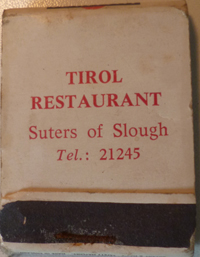 TIROL
RESTAURANT
Suters of Slough
Tel.: 21245